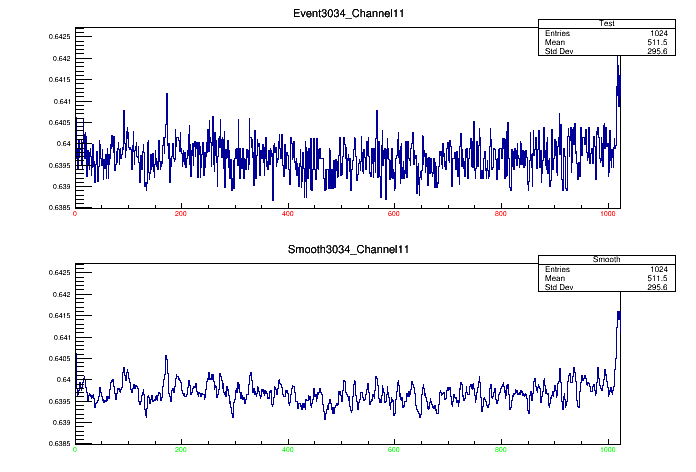 Event3034_Channel11
Test
Entries 1024
Mean 511.5
Std Dev 295.6
0.6425
0.642
0.6415
0.641
0.6405
0.64
0.6395
0.639
0.6385
0 200 400 600 800 1000
Smooth3034_Channel11
Smooth
Entries 1024
Mean 511.5
Std Dev 295.6
0.6425
0.642
0.6415
0.641
0.6405
0.64
0.6395
0.639
0.6385
0 200 400 600 800 1000